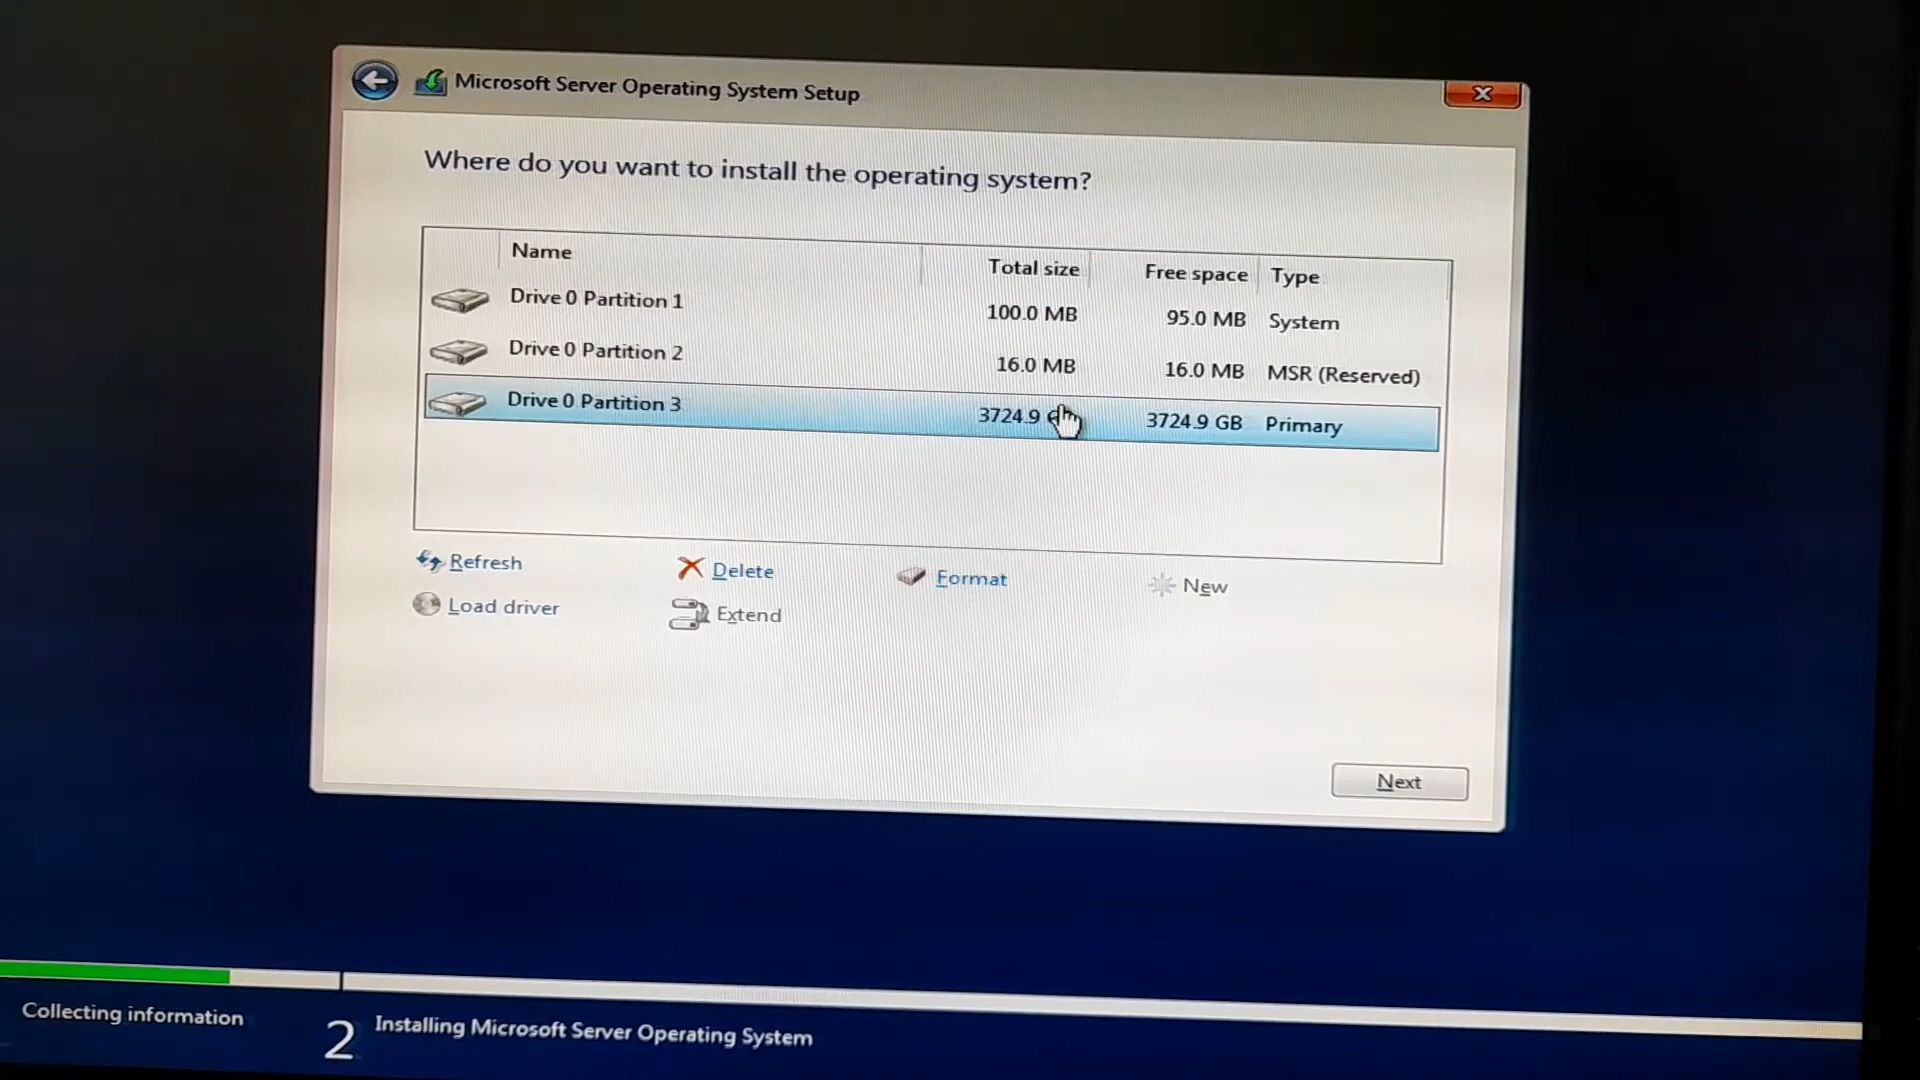 Microsoft Server Operating System Setup
Where do you want to install the operating system?
Name Total size Free space Type
Drive 0 Partition 1 100.0 MB 95.0 MB System
Drive 0 Partition 2 16.0 MB 16.0 MB MSR (Reserved)
Drive 0 Partition 3 3724.9 3724.9 GB Primary
Refresh Delete Format New
Load driver Extend
Next
Collecting information 2 Installing Microsoft Server Operating System